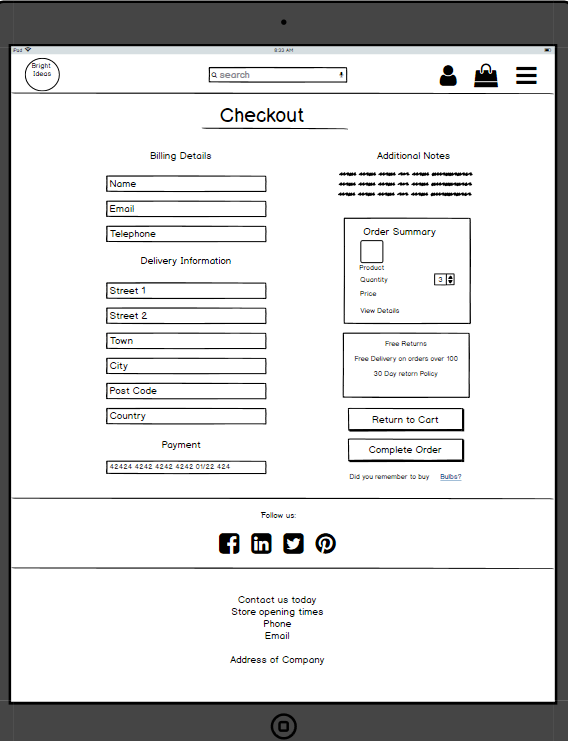 iPad
8:33 AM
Bright
Ideas
search
Checkout
Billing Details
Name
Email
Telephone
Delivery Information
Street 1
Street 2
Town
City
Post Code
Country
Payment
42424 4242 4242 4242 01/22 424
Additional Notes
Order Summary
Product
Quantity
3
Price
View Details
Free Returns
Free Delivery on orders over 100
30 Day retorn Policy
Return to Cart
Complete Order
Did you remember to buy Bulbs?
Follow us:
Contact us today
Store opening times
Phone
Email
Address of Company